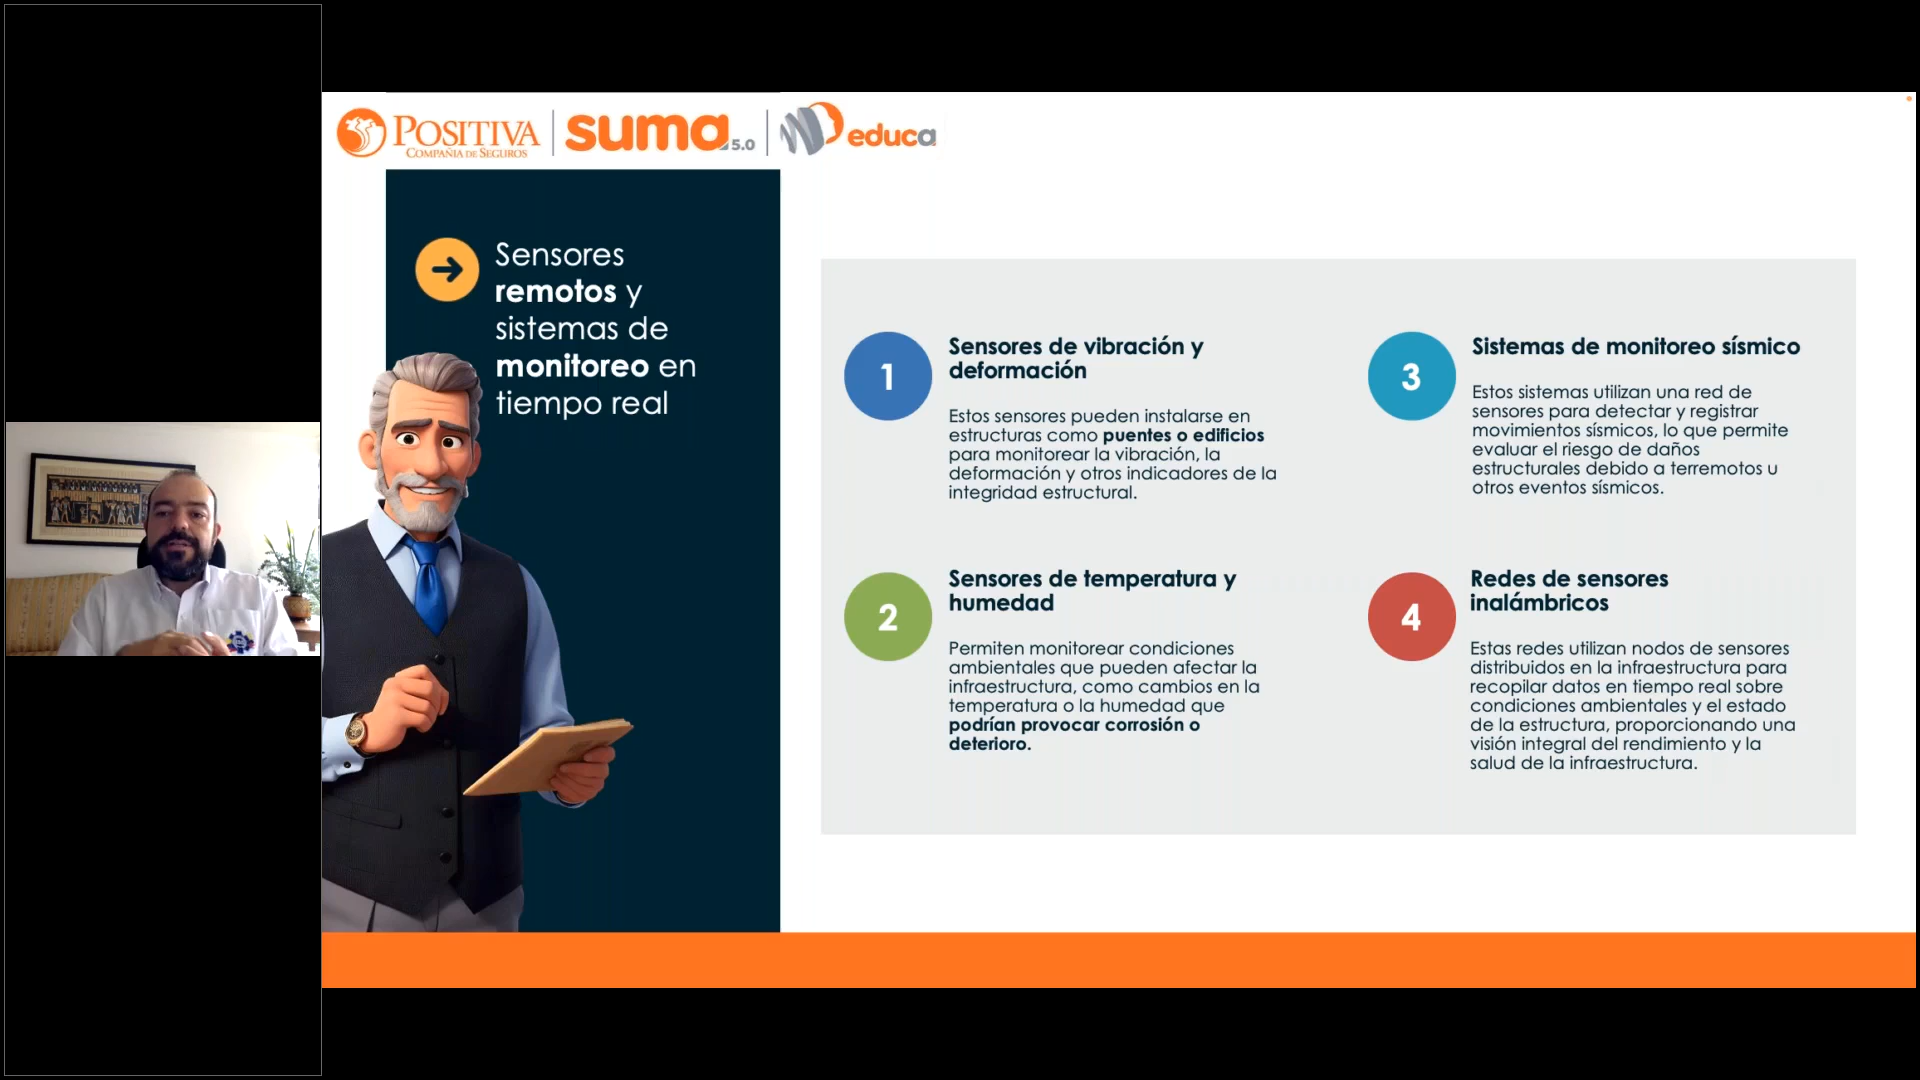 POSITIVA
COMPAÑÍA DE SEGUROS
suma 5.0
educa
Sensores
remotos y
sistemas de
monitoreo en
tiempo real
1
Sensores de vibración y
deformación
Estos sensores pueden instalarse en
estructuras como puentes o edificios
para monitorear la vibración, la
deformación y otros indicadores de la
integridad estructural.
2
Sensores de temperatura y
humedad
Permiten monitorear condiciones
ambientales que pueden afectar la
infraestructura, como cambios en la
temperatura o la humedad que
podrían provocar corrosión o
deterioro.
3
Sistemas de monitoreo sísmico
Estos sistemas utilizan una red de
sensores para detectar y registrar
movimientos sísmicos, lo que permite
evaluar el riesgo de daños
estructurales debido a terremotos u
otros eventos sísmicos.
4
Redes de sensores
inalámbricos
Estas redes utilizan nodos de sensores
distribuidos en la infraestructura para
recopilar datos en tiempo real sobre
condiciones ambientales y el estado
de la estructura, proporcionando una
visión integral del rendimiento y la
salud de la infraestructura.